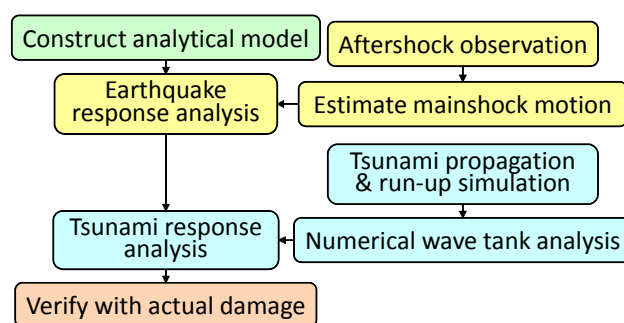 Construct analytical model
Aftershock observation
Earthquake
response analysis
Estimate mainshock motion
Tsunami propagation
& run-up simulation
Tsunami response
analysis
Numerical wave tank analysis
Verify with actual damage